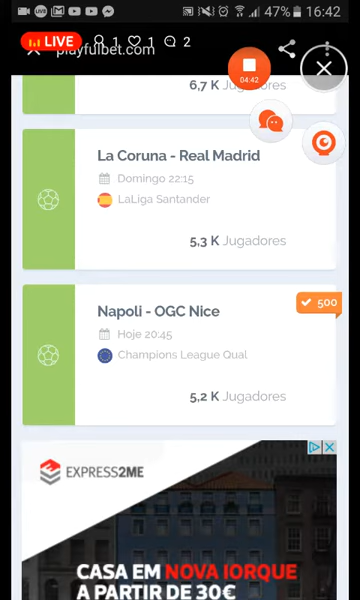 47% 16:42
LIVE 1 1 2
playfulbet.com
04:42
6,7 K Jugadores
La Coruna - Real Madrid
Domingo 22:15
LaLiga Santander
5,3 K Jugadores
Napoli - OGC Nice
500
Hoje 20:45
Champions League Qual
5,2 K Jugadores
EXPRESS2ME
CASA EM NOVA IORQUE
A PARTIR DE 30€